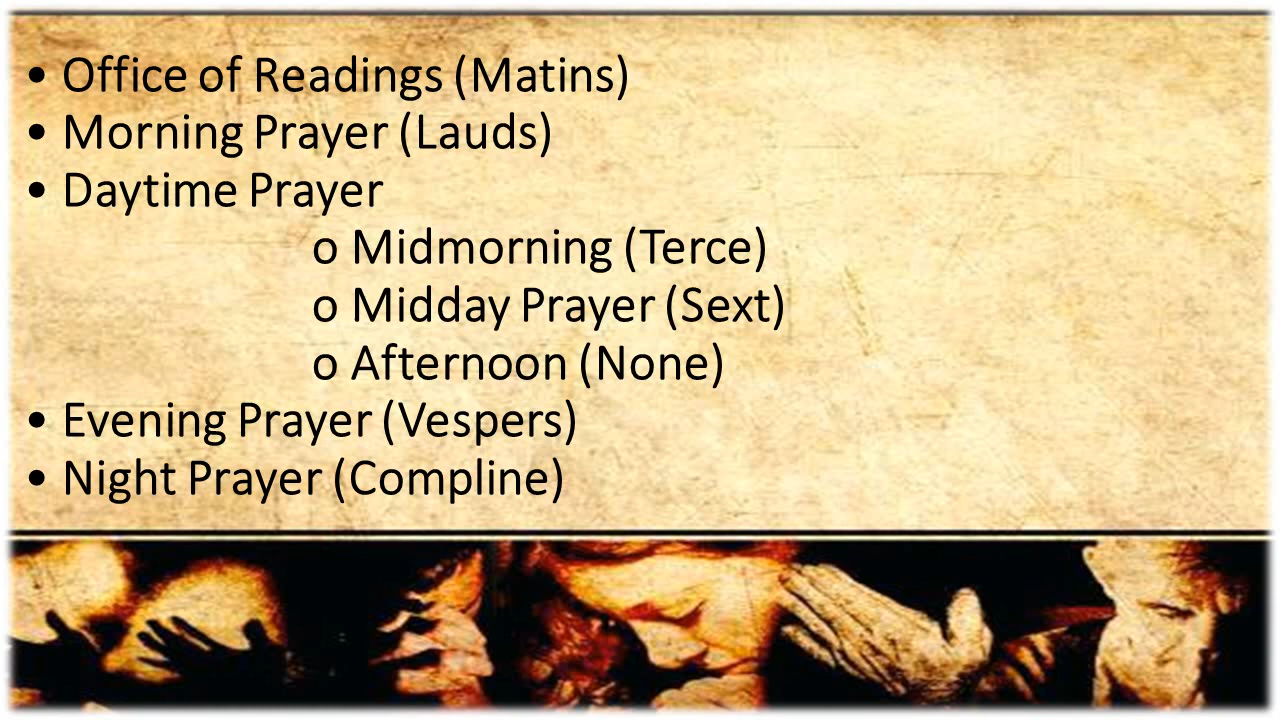 • Office of Readings (Matins)
• Morning Prayer (Lauds)
• Daytime Prayer
o Midmorning (Terce)
o Midday Prayer (Sext)
o Afternoon (None)
• Evening Prayer (Vespers)
• Night Prayer (Compline)